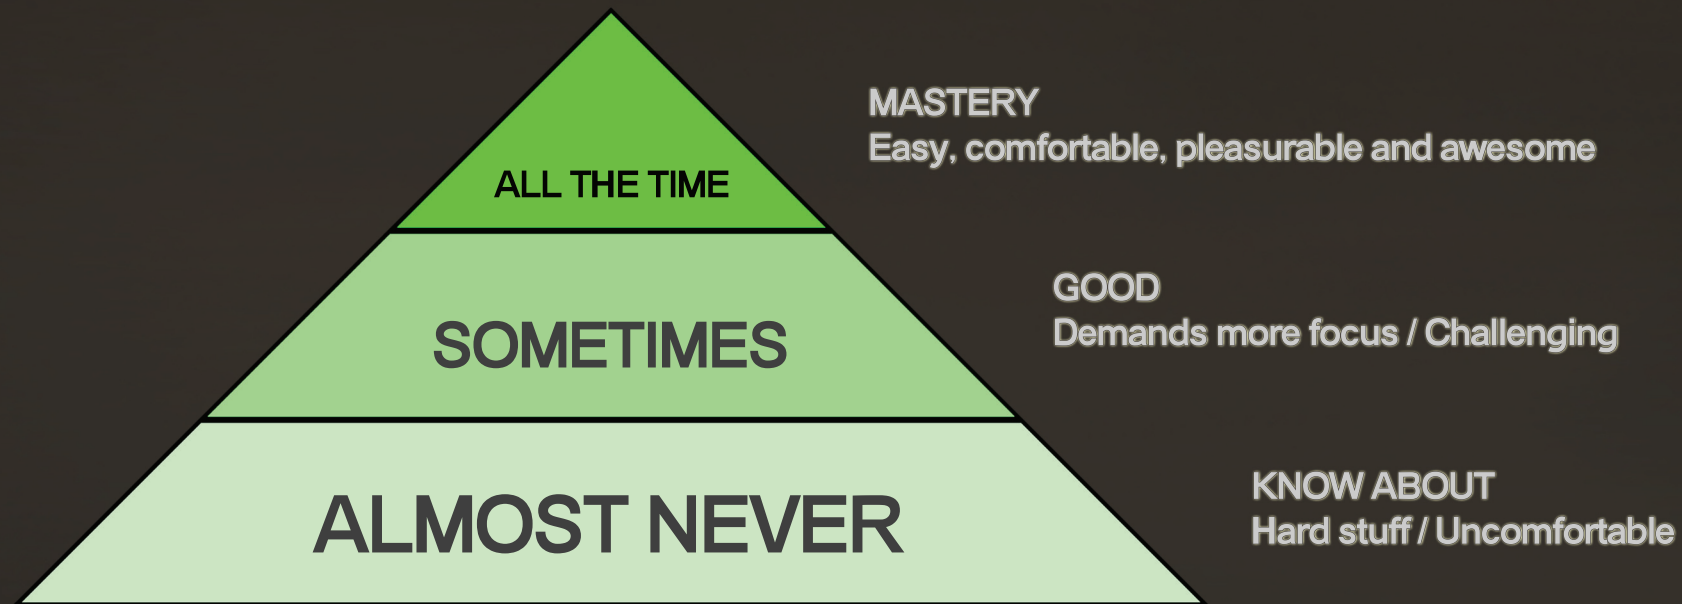 MASTERY
Easy, comfortable, pleasurable and awesome
ALL THE TIME
GOOD
Demands more focus / Challenging
SOMETIMES
KNOW ABOUT
Hard stuff / Uncomfortable
ALMOST NEVER